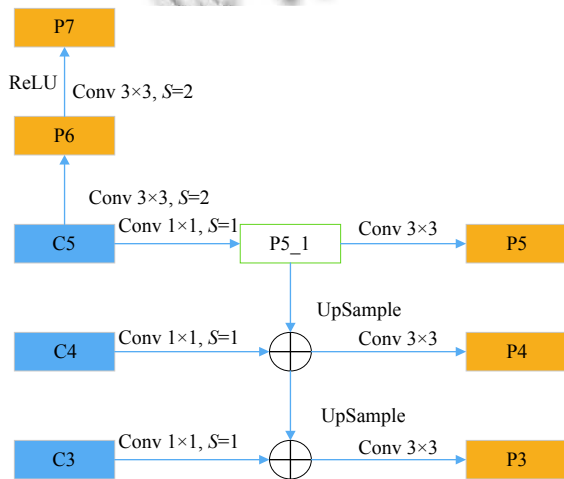 P7
ReLU
Conv 3×3, S=2
P6
Conv 3×3, S=2
C5
Conv 1×1, S=1
P5_1
Conv 3×3
P5
UpSample
C4
Conv 1×1, S=1
Conv 3×3
P4
UpSample
C3
Conv 1×1, S=1
Conv 3×3
P3